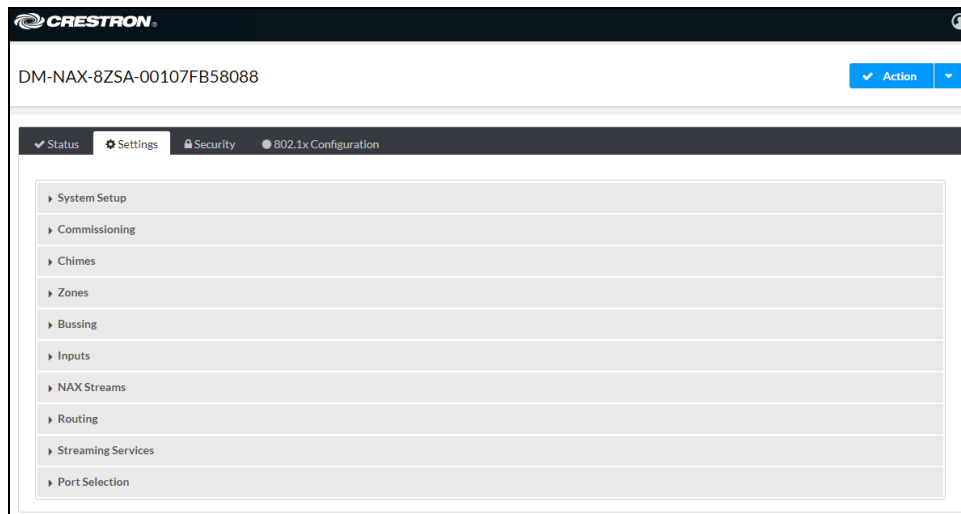 CRESTRON®
DM-NAX-8ZSA-00107FB58088
Action
Status Settings Security 802.1x Configuration
System Setup
Commissioning
Chimes
Zones
Bussing
Inputs
NAX Streams
Routing
Streaming Services
Port Selection